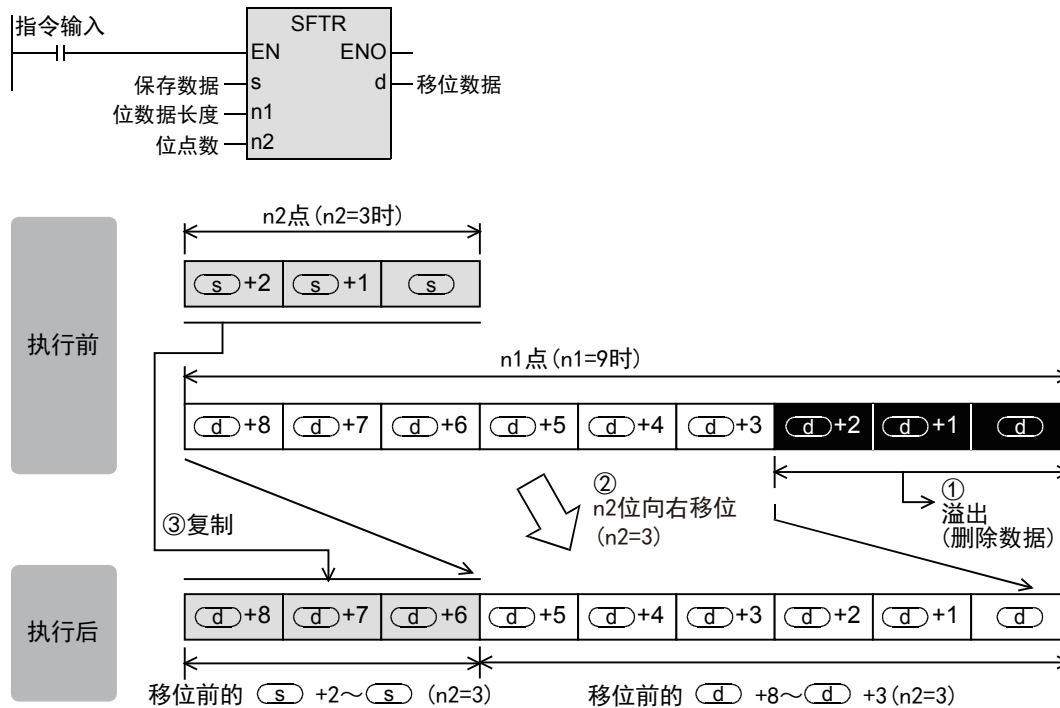 指令输入
SFTR
EN ENO
保存数据 s d 移位数据
位数据长度 n1
位点数 n2
n2点(n2=3时)
执行前
s +2 s +1 s
n1点(n1=9时)
d +8 d +7 d +6 d +5 d +4 d +3 d +2 d +1 d
②
n2位向右移位
(n2=3)
①
溢出
(删除数据)
③复制
执行后
d +8 d +7 d +6 d +5 d +4 d +3 d +2 d +1 d
移位前的 s +2～ s (n2=3)
移位前的 d +8～ d +3(n2=3)